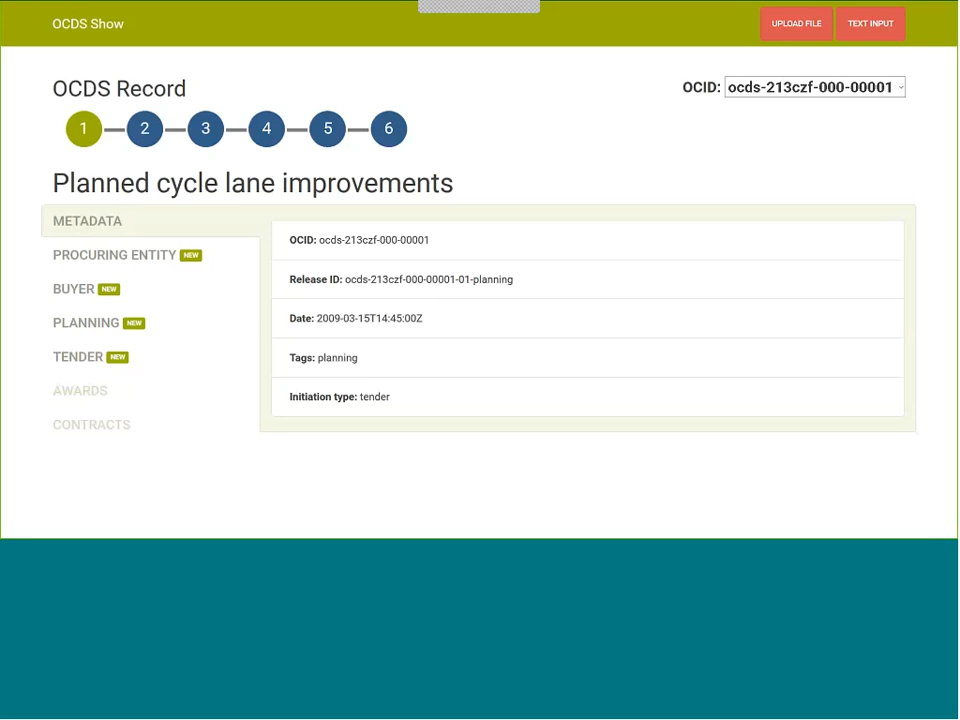 OCDS Show
UPLOAD FILE
TEXT INPUT
OCDS Record
OCID: ocds-213czf-000-00001
1 2 3 4 5 6
Planned cycle lane improvements
METADATA
PROCURING ENTITY NEW
BUYER NEW
PLANNING NEW
TENDER NEW
AWARDS
CONTRACTS
OCID: ocds-213czf-000-00001
Release ID: ocds-213czf-000-00001-01-planning
Date: 2009-03-15T14:45:00Z
Tags: planning
Initiation type: tender